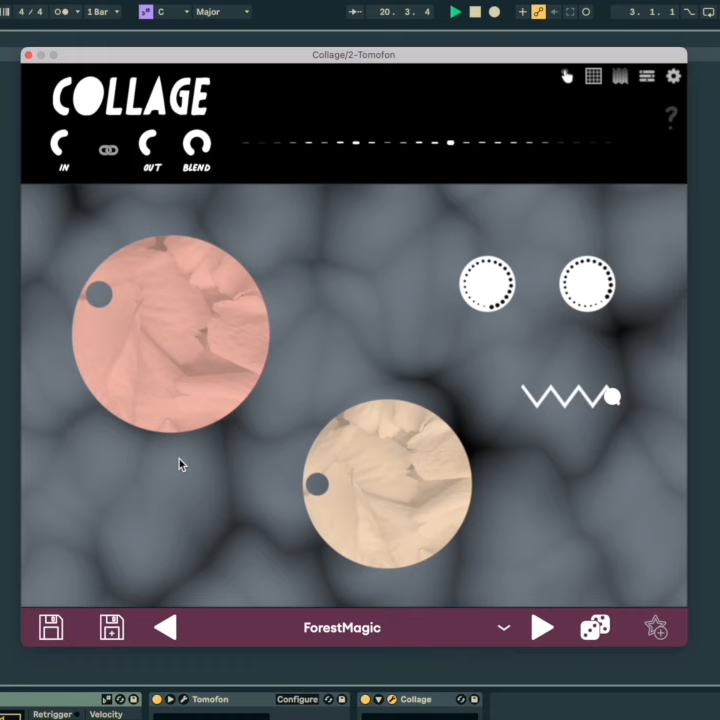 4 / 4
1 Bar
C
Major
20. 3. 4
3. 1. 1
Collage/2-Tomofon
COLLAGE
?
IN
OUT
BLEND
ForestMagic
Tomofon
Configure
Collage
Retrigger
Velocity